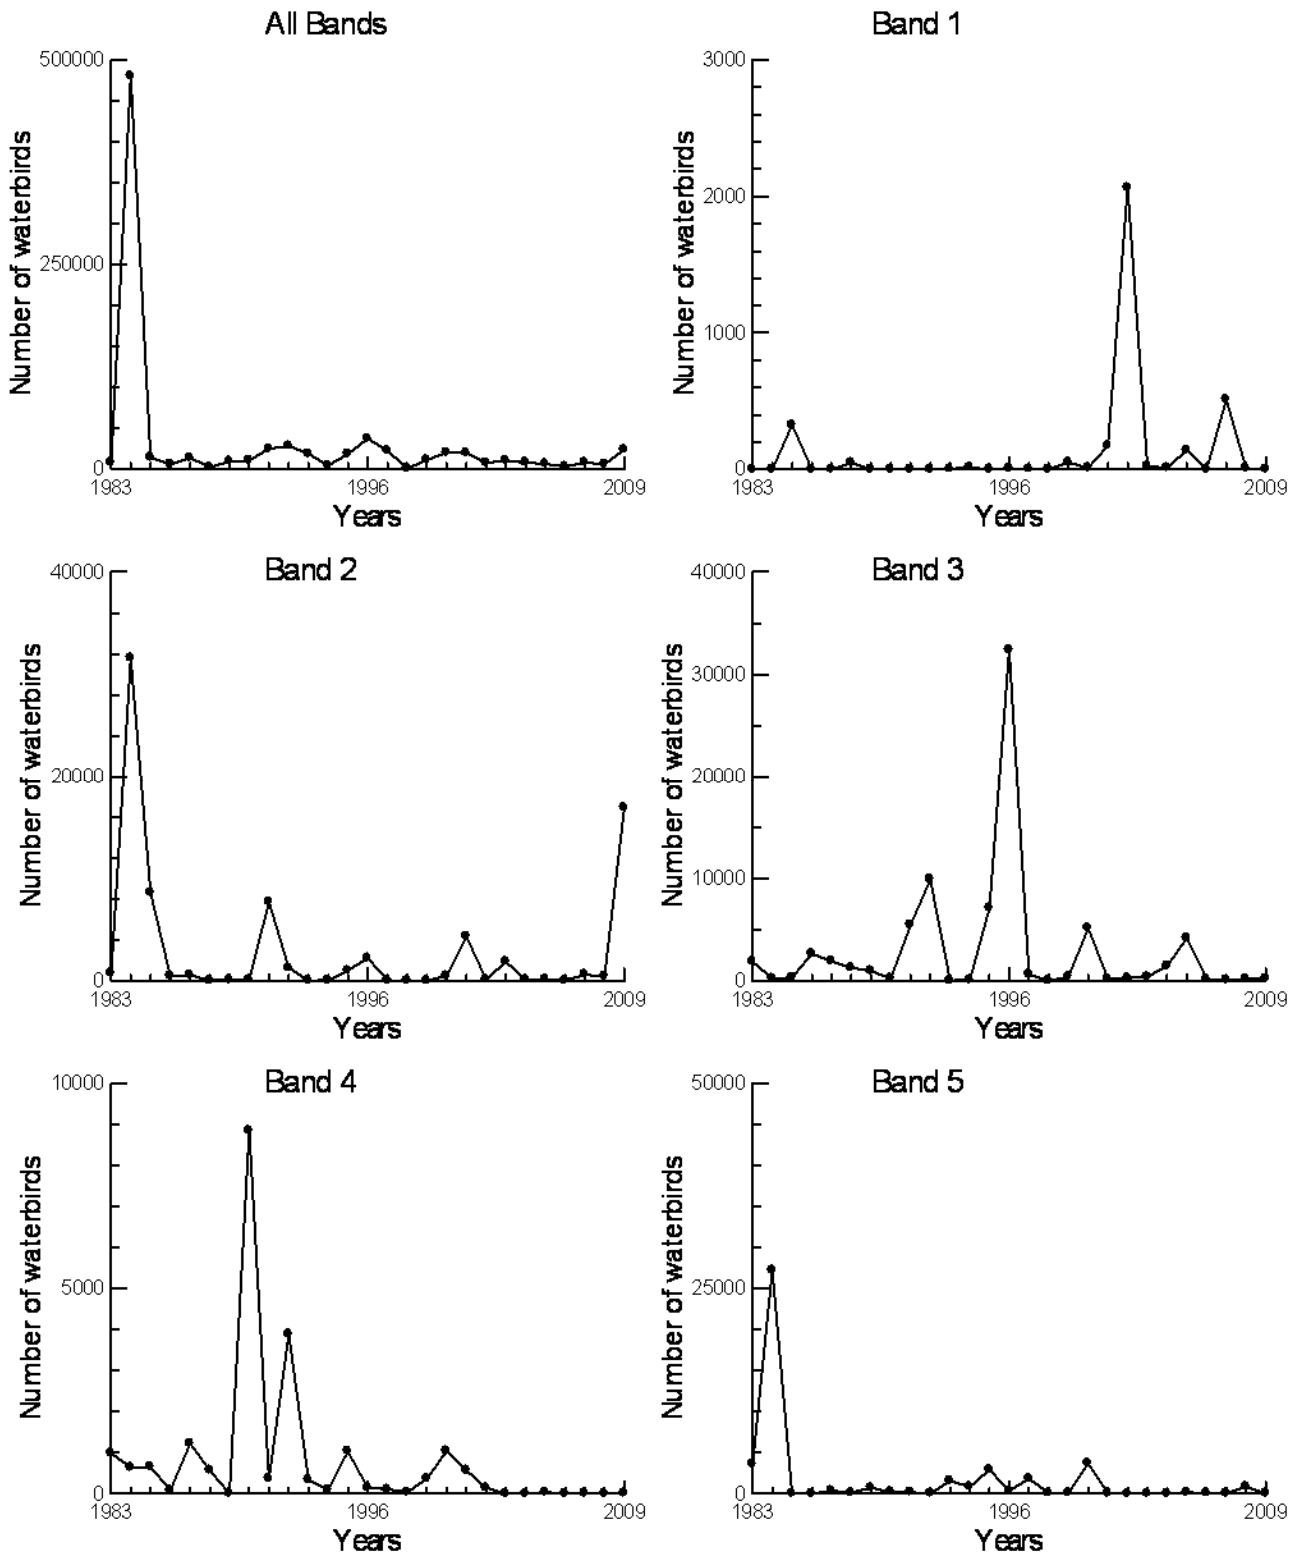 All Bands
500000
250000
0
Number of waterbirds
1983
1996
2009
Years
Band 1
3000
2000
1000
0
Number of waterbirds
1983
1996
2009
Years
Band 2
40000
20000
0
Number of waterbirds
1983
1996
2009
Years
Band 3
40000
30000
20000
10000
0
Number of waterbirds
1983
1996
2009
Years
Band 4
10000
5000
0
Number of waterbirds
1983
1996
2009
Years
Band 5
50000
25000
0
Number of waterbirds
1983
1996
2009
Years